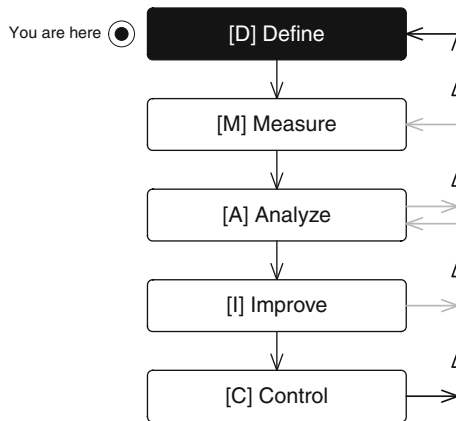 You are here
[D] Define
[M] Measure
[A] Analyze
[I] Improve
[C] Control